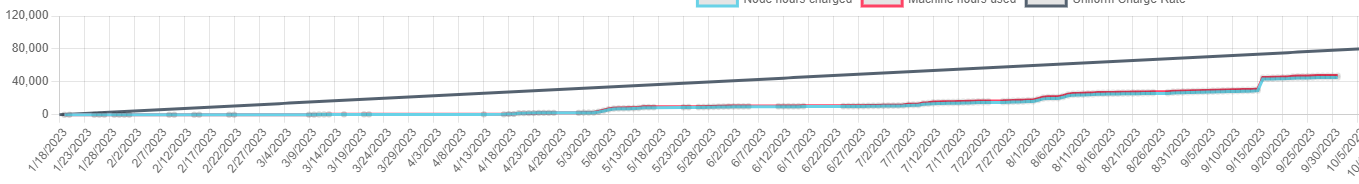 Node hours charged Machine hours used Uniform Charge Rate
120,000
80,000
40,000
0
1/18/2023 1/23/2023 1/28/2023 2/2/2023 2/7/2023 2/12/2023 2/17/2023 2/22/2023 2/27/2023 3/4/2023 3/9/2023 3/14/2023 3/19/2023 3/24/2023 3/29/2023 4/3/2023 4/8/2023 4/13/2023 4/18/2023 4/23/2023 4/28/2023 5/3/2023 5/8/2023 5/13/2023 5/18/2023 5/23/2023 5/28/2023 6/2/2023 6/7/2023 6/12/2023 6/17/2023 6/22/2023 6/27/2023 7/2/2023 7/7/2023 7/12/2023 7/17/2023 7/22/2023 7/27/2023 8/1/2023 8/6/2023 8/11/2023 8/16/2023 8/21/2023 8/26/2023 8/31/2023 9/5/2023 9/10/2023 9/15/2023 9/20/2023 9/25/2023 9/30/2023